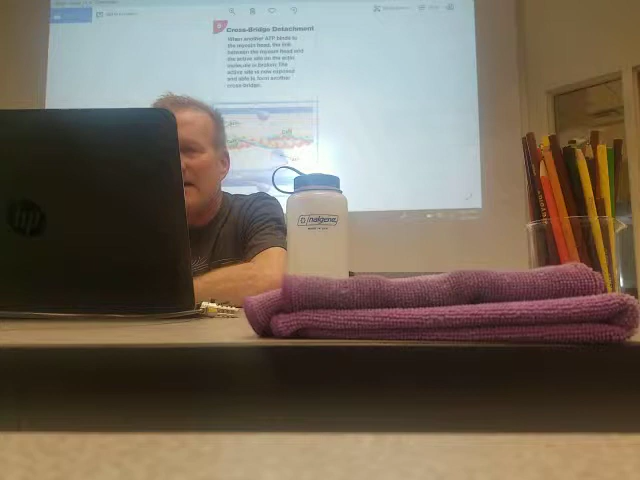 Cross-Bridge Detachment
When another ATP binds to
the myosin head, the link
between the myosin head and
the active site on the actin
molecule is broken. The
active site is now exposed
and able to form another
cross-bridge.
hp
nalgene